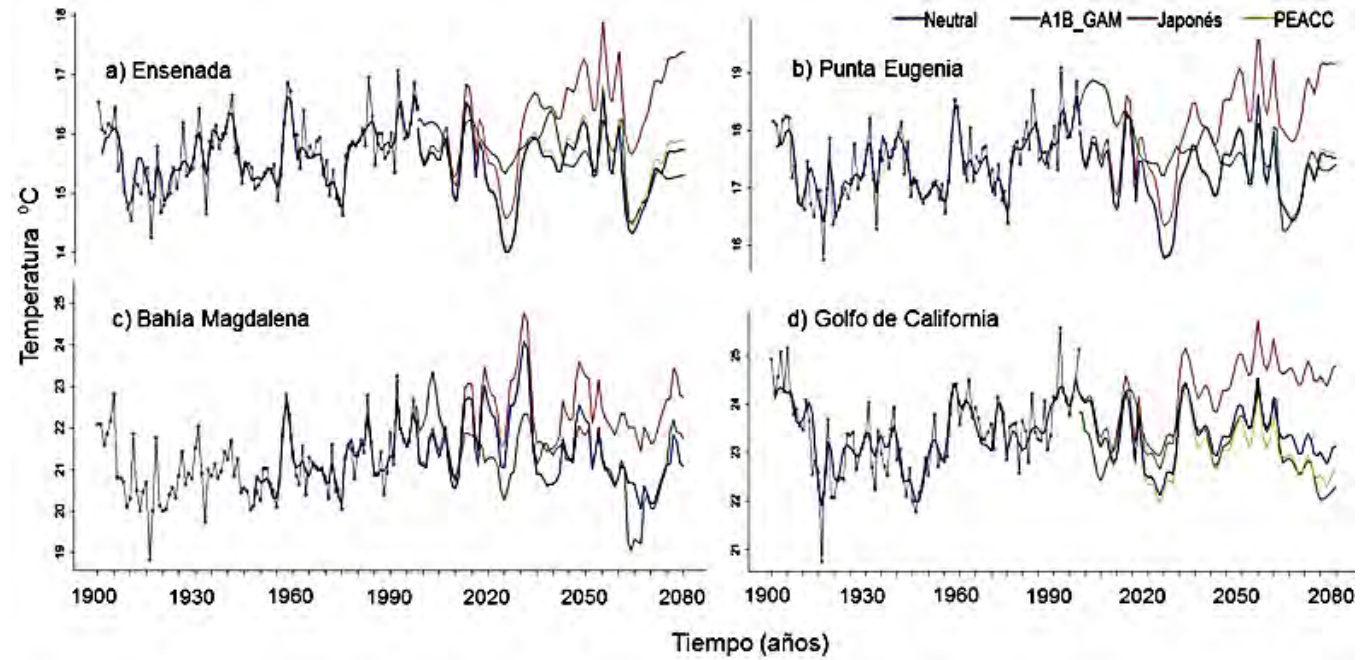 Neutral A1B_GAM Japonés PEACC
a) Ensenada
b) Punta Eugenia
c) Bahía Magdalena
d) Golfo de California
Temperatura ºC
18
17
16
15
14
19
18
17
16
25
24
23
22
21
20
19
25
24
23
22
21
1900 1930 1960 1990 2020 2050 2080
1900 1930 1960 1990 2020 2050 2080
Tiempo (años)